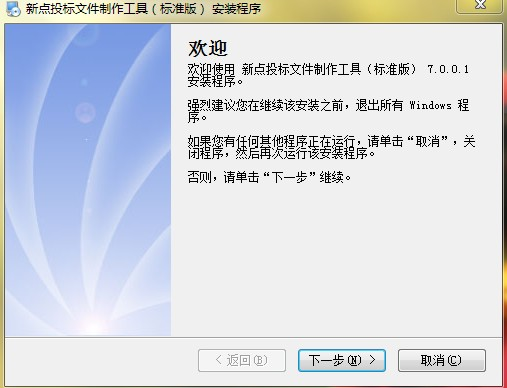 新点投标文件制作工具（标准版） 安装程序
欢迎
欢迎使用 新点投标文件制作工具（标准版） 7.0.0.1
安装程序。
强烈建议您在继续该安装之前，退出所有 Windows 程
序。
如果您有任何其他程序正在运行，请单击“取消”，关
闭程序，然后再次运行该安装程序。
否则，请单击“下一步”继续。
< 返回(B)
下一步(N) >
取消(C)